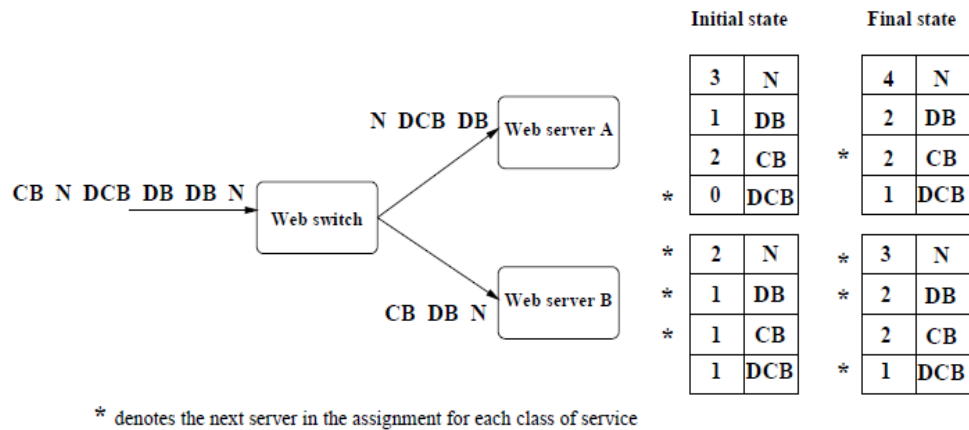 Initial state
Final state
N DCB DB
Web server A
CB N DCB DB DB N
Web switch
CB DB N
Web server B
3 N
1 DB
2 CB
* 0 DCB
* 2 N
* 1 DB
* 1 CB
1 DCB
4 N
2 DB
* 2 CB
1 DCB
* 3 N
* 2 DB
2 CB
* 1 DCB
* denotes the next server in the assignment for each class of service